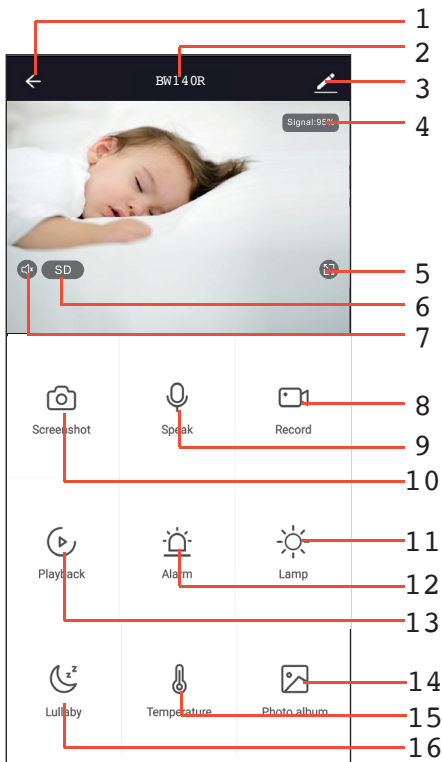 1
2
BW140R
3
Signal:95%
4
5
SD
6
7
8
Screenshot
Speak
Record
9
10
11
Playback
Alarm
Lamp
12
13
14
Lullaby
Temperature
Photo album
15
16